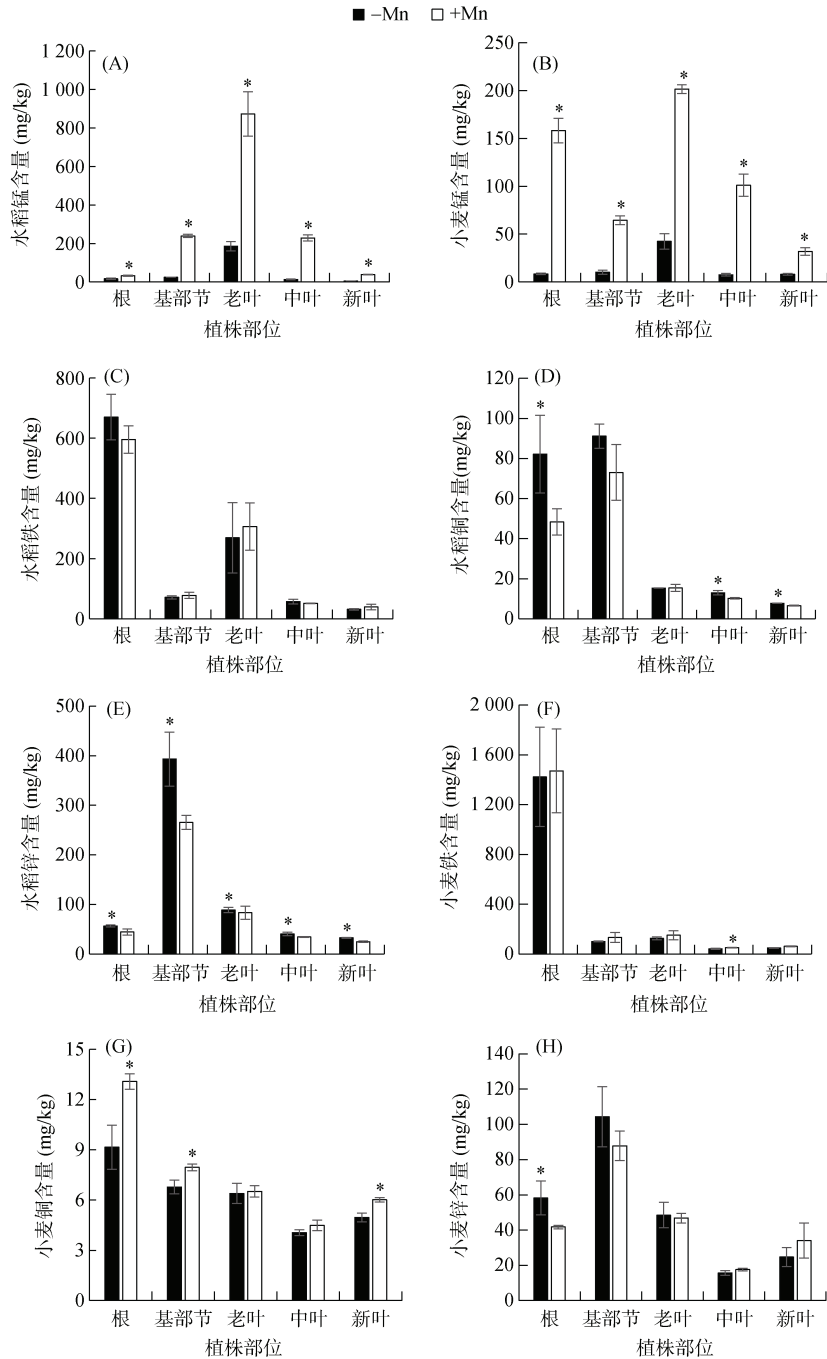 −Mn +Mn
(A)
水稻锰含量 (mg/kg)
1 200
1 000
800
600
400
200
0
* * * * *
根 基部节 老叶 中叶 新叶
植株部位
(B)
小麦锰含量 (mg/kg)
250
200
150
100
50
0
* * * * *
根 基部节 老叶 中叶 新叶
植株部位
(C)
水稻铁含量 (mg/kg)
800
600
400
200
0
根 基部节 老叶 中叶 新叶
植株部位
(D)
水稻铜含量(mg/kg)
120
100
80
60
40
20
0
* * *
根 基部节 老叶 中叶 新叶
植株部位
(E)
水稻锌含量 (mg/kg)
500
400
300
200
100
0
* * * * *
根 基部节 老叶 中叶 新叶
植株部位
(F)
小麦铁含量 (mg/kg)
2 000
1 600
1 200
800
400
0
*
根 基部节 老叶 中叶 新叶
植株部位
(G)
小麦铜含量 (mg/kg)
15
12
9
6
3
0
* * *
根 基部节 老叶 中叶 新叶
植株部位
(H)
小麦锌含量 (mg/kg)
140
120
100
80
60
40
20
0
*
根 基部节 老叶 中叶 新叶
植株部位